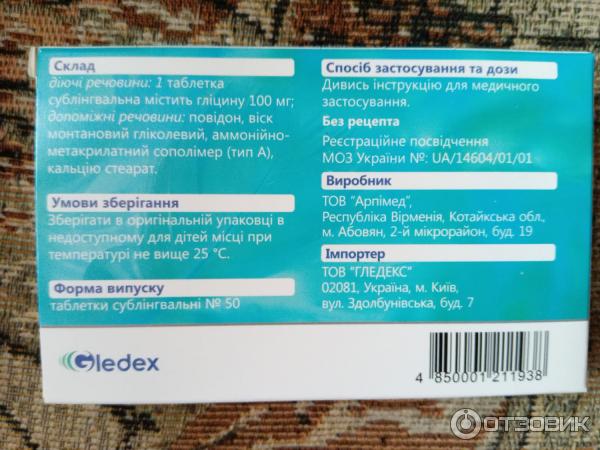 Склад
діючі речовини: 1 таблетка
сублінгвальна містить гліцину 100 мг;
допоміжні речовини: повідон, віск
монтановий гліколевий, аммонійно-
метакрилатний сополімер (тип А),
кальцію стеарат.
Умови зберігання
Зберігати в оригінальній упаковці в
недоступному для дітей місці при
температурі не вище 25 °C.
Форма випуску
таблетки сублінгвальні № 50
Gledex
Спосіб застосування та дози
Дивись інструкцію для медичного
застосування.
Без рецепта
Реєстраційне посвідчення
МОЗ України №: UA/14604/01/01
Виробник
ТОВ "Арпімед",
Республіка Вірменія, Котайкська обл.,
м. Абовян, 2-й мікрорайон, буд. 19
Імпортер
ТОВ "ГЛЕДЕКС"
02081, Україна, м. Київ,
вул. Здолбунівська, буд. 7
4 850001 211938
ОТЗОВИК